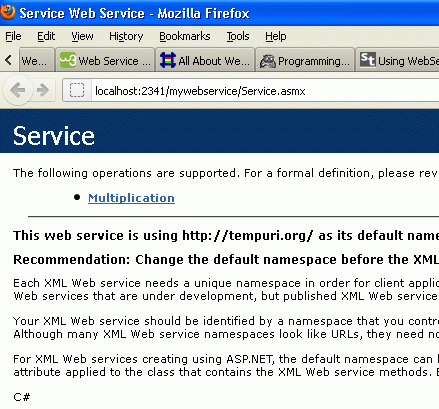 Service Web Service - Mozilla Firefox
File Edit View History Bookmarks Tools Help
We... Web Service ... All About We... Programming... Using WebSe
localhost:2341/mywebservice/Service.asmx
Service
The following operations are supported. For a formal definition, please rev
Multiplication
This web service is using http://tempuri.org/ as its default name
Recommendation: Change the default namespace before the XML
Each XML Web service needs a unique namespace in order for client applic
Web services that are under development, but published XML Web service
Your XML Web service should be identified by a namespace that you contr
Although many XML Web service namespaces look like URLs, they need no
For XML Web services creating using ASP.NET, the default namespace can
attribute applied to the class that contains the XML Web service methods.
C#